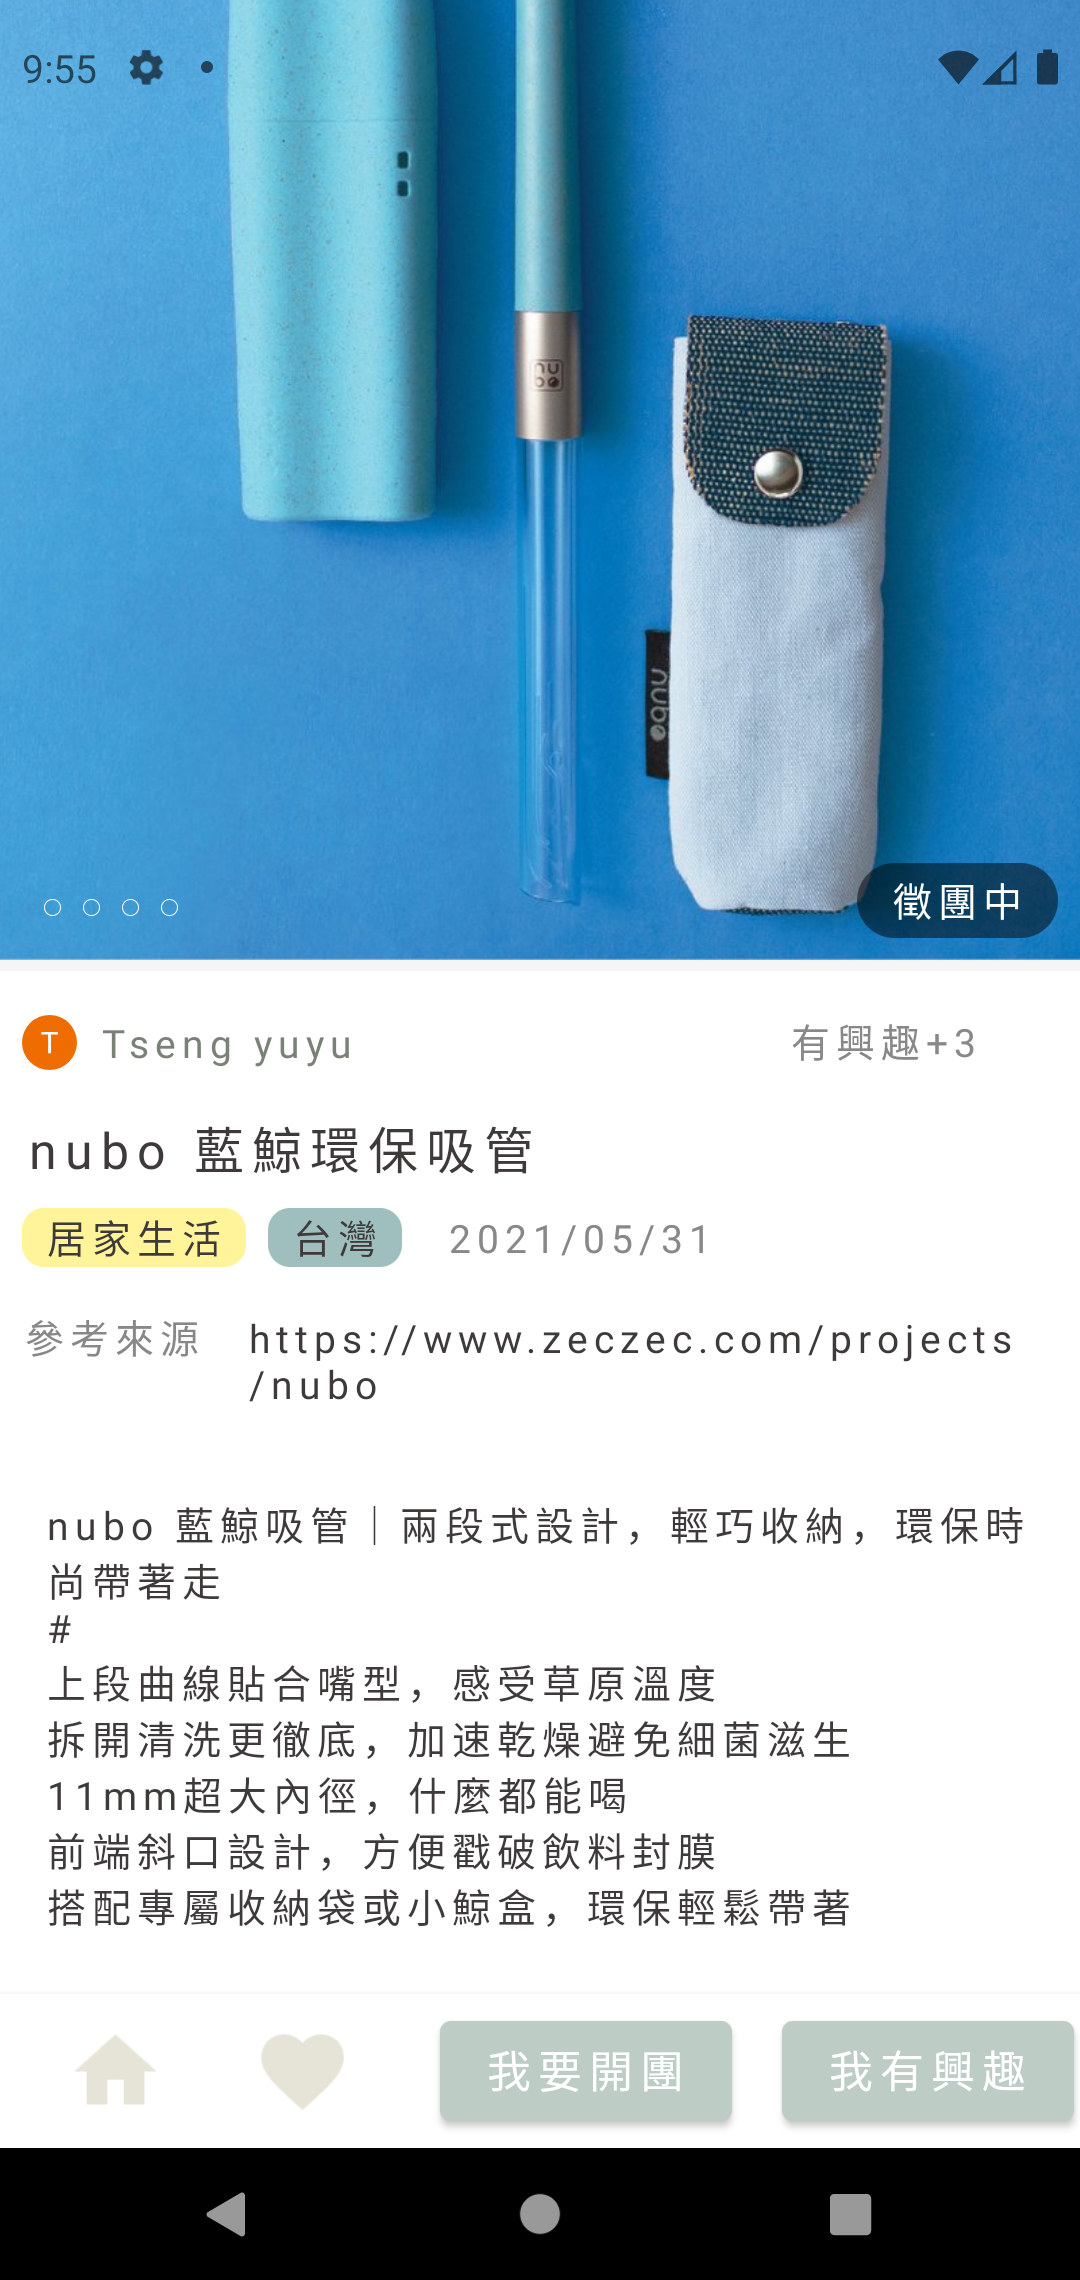 9:55
nu
bo
nubo
徵團中
T
Tseng yuyu
有興趣+3
nubo 藍鯨環保吸管
居家生活
台灣
2021/05/31
參考來源
https://www.zeczec.com/projects
/nubo
nubo 藍鯨吸管｜兩段式設計，輕巧收納，環保時
尚帶著走
#
上段曲線貼合嘴型，感受草原溫度
拆開清洗更徹底，加速乾燥避免細菌滋生
11mm超大內徑，什麼都能喝
前端斜口設計，方便戳破飲料封膜
搭配專屬收納袋或小鯨盒，環保輕鬆帶著
我要開團
我有興趣